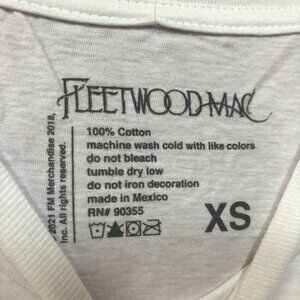 FLEETWOOD MAC
2021 FM Merchandise 2018,
Inc. All rights reserved.
100% Cotton
machine wash cold with like colors
do not bleach
tumble dry low
do not iron decoration
made in Mexico
RN# 90355
XS